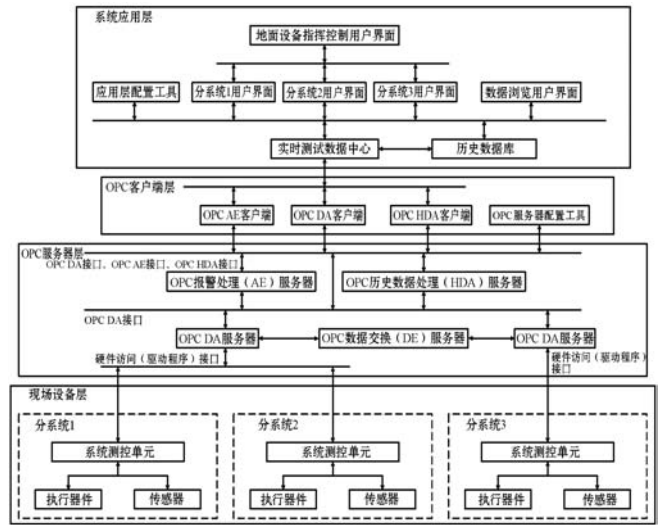 系统应用层
地面设备指挥控制用户界面
应用层配置工具
分系统1用户界面
分系统2用户界面
分系统3用户界面
数据浏览用户界面
实时测试数据中心
历史数据库
OPC客户端层
OPC AE客户端
OPC DA客户端
OPC HDA客户端
OPC服务器配置工具
OPC服务器层
OPC DA接口、OPC AE接口、OPC HDA接口
OPC报警处理（AE）服务器
OPC历史数据处理（HDA）服务器
OPC DA接口
OPC DA服务器
OPC数据交换（DE）服务器
OPC DA服务器
硬件访问（驱动程序）接口
硬件访问（驱动程序）
接口
现场设备层
分系统1
系统测控单元
执行器件
传感器
分系统2
系统测控单元
执行器件
传感器
分系统3
系统测控单元
执行器件
传感器